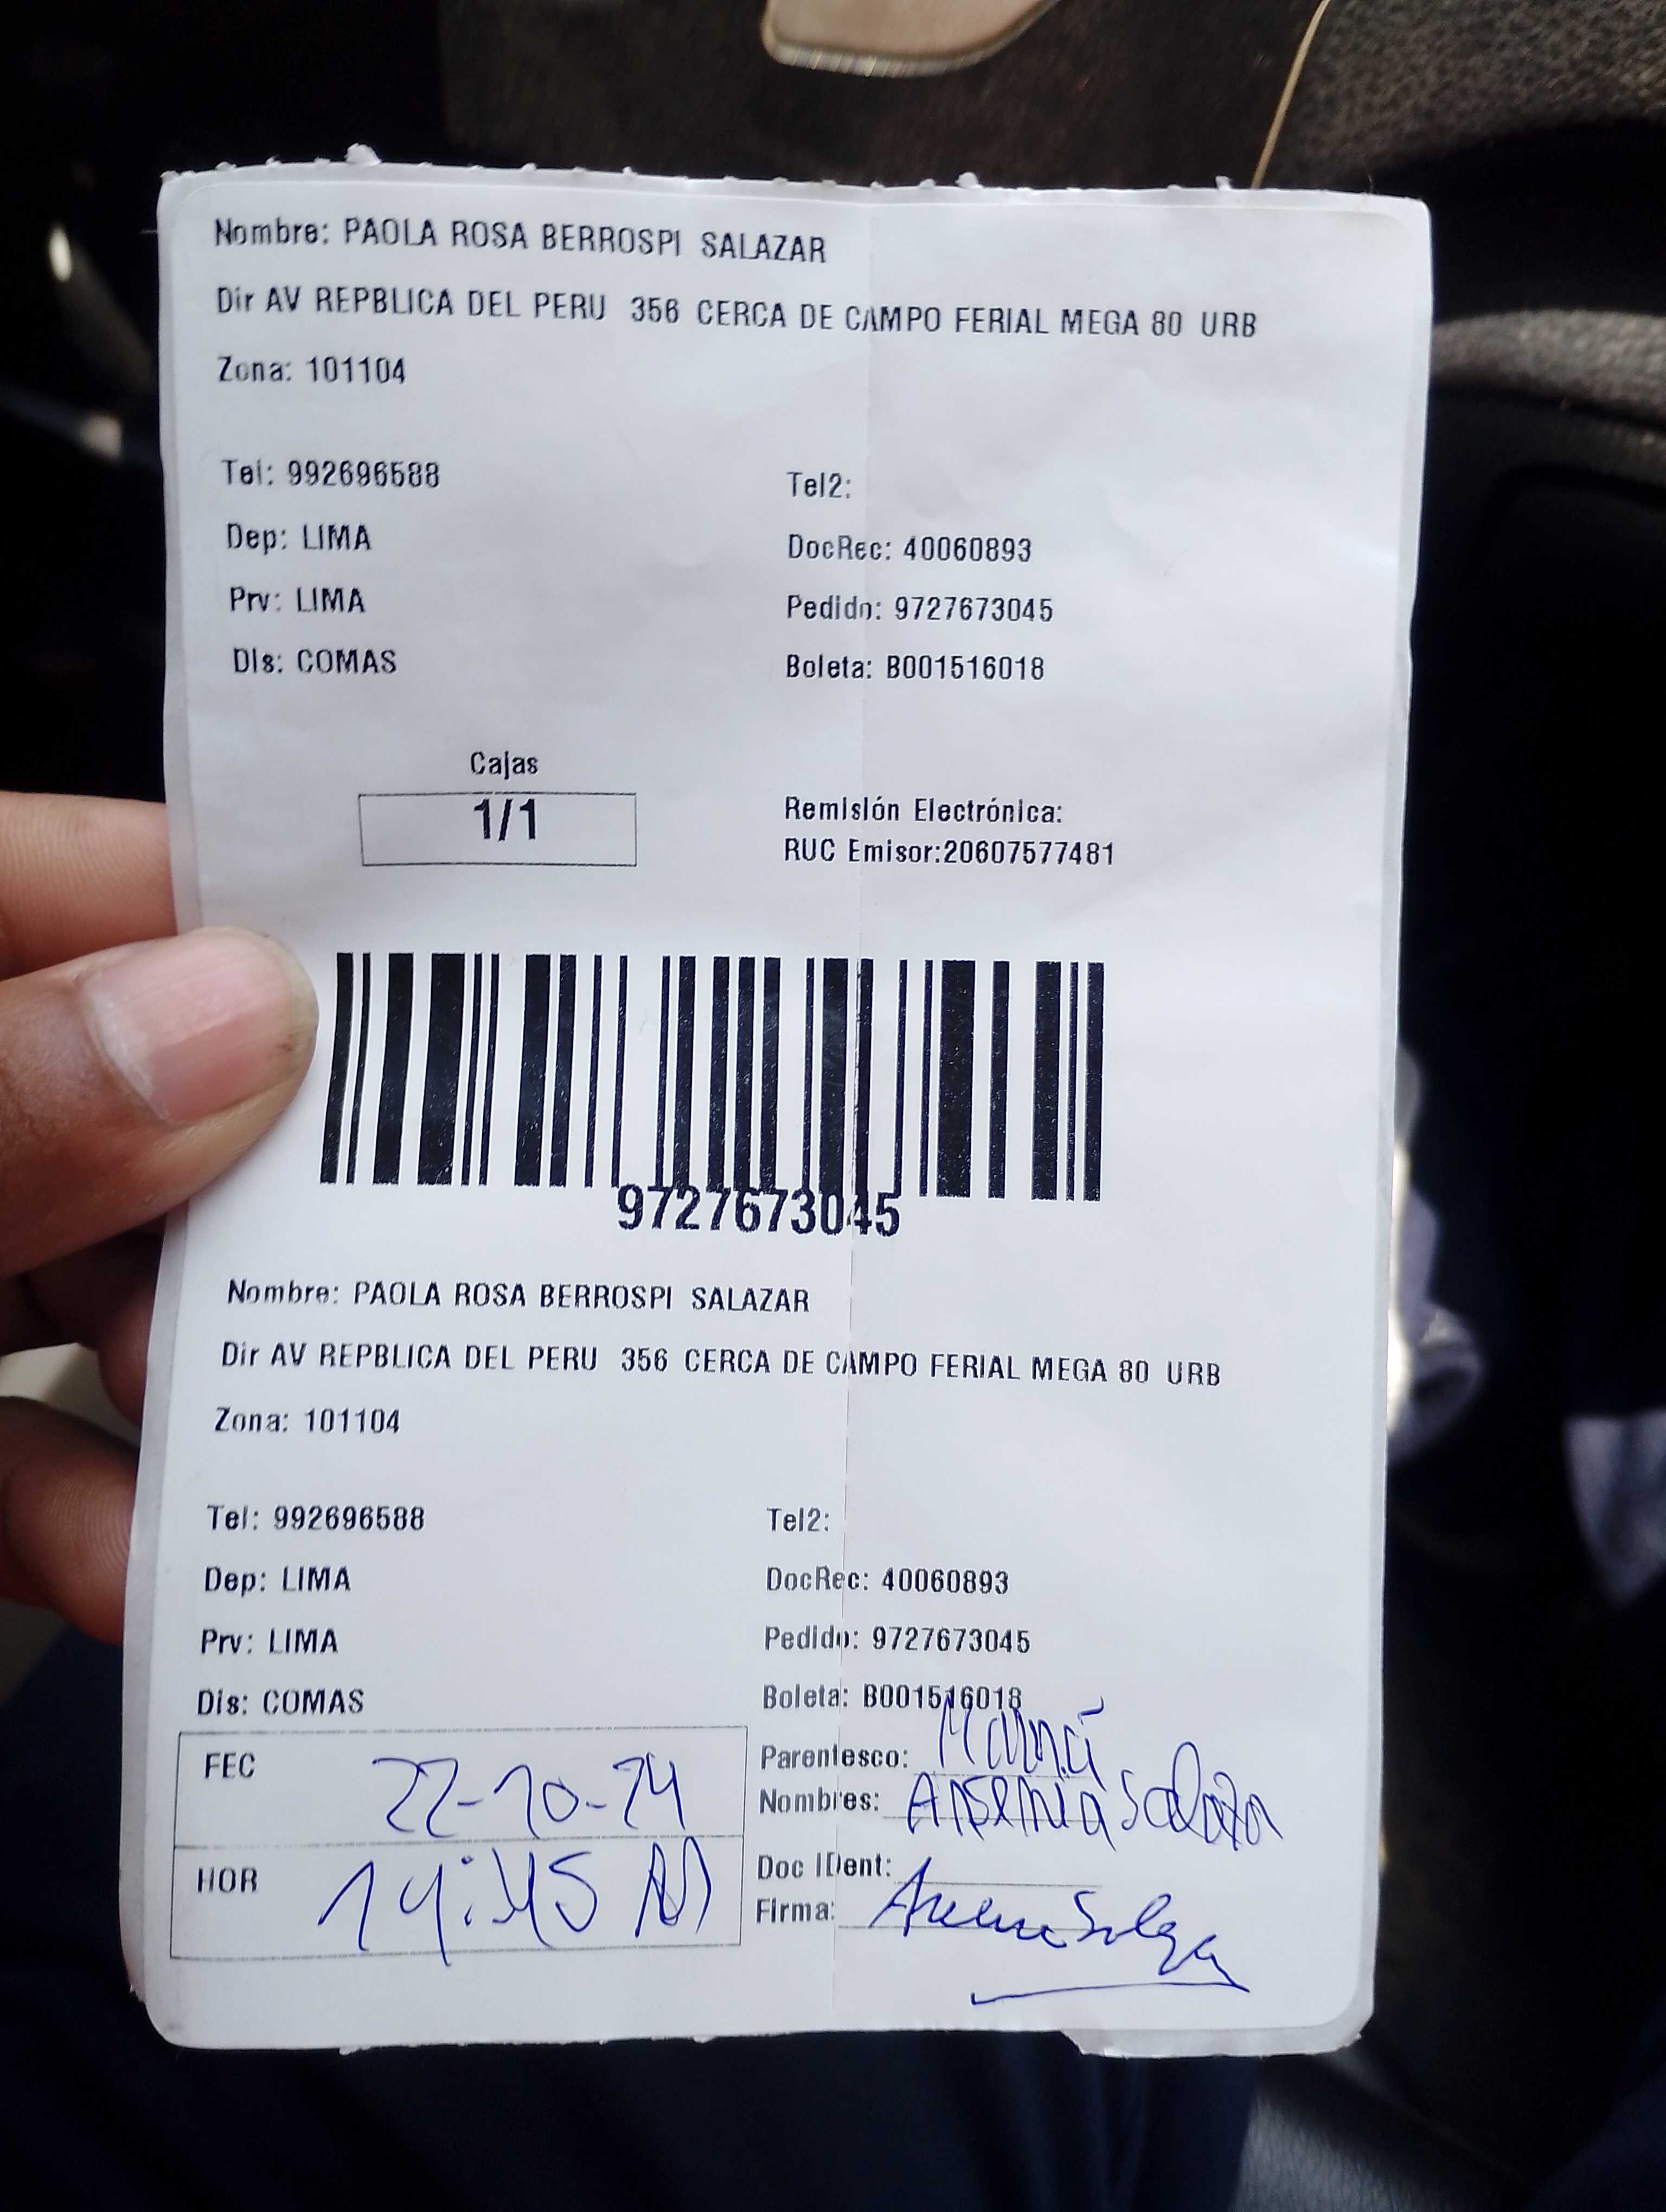 Nombre: PAOLA ROSA BERROSPI SALAZAR
Dir AV REPBLICA DEL PERU 356 CERCA DE CAMPO FERIAL MEGA 80 URB
Zona: 101104
Tel: 992696588
Tel2:
Dep: LIMA
DocRec: 40060893
Prv: LIMA
Pedido: 9727673045
Dis: COMAS
Boleta: B001516018
Cajas
1/1
Remisión Electrónica:
RUC Emisor:20607577481
9727673045
Nombre: PAOLA ROSA BERROSPI SALAZAR
Dir AV REPBLICA DEL PERU 356 CERCA DE CAMPO FERIAL MEGA 80 URB
Zona: 101104
Tel: 992696588
Tel2:
Dep: LIMA
DocRec: 40060893
Prv: LIMA
Pedido: 9727673045
Dis: COMAS
Boleta: B001516018
FEC 22-10-24
Parentesco: Mamá
Nombres: Arsemia Salazar
HOR 14:45
Doc IDent:
Firma: